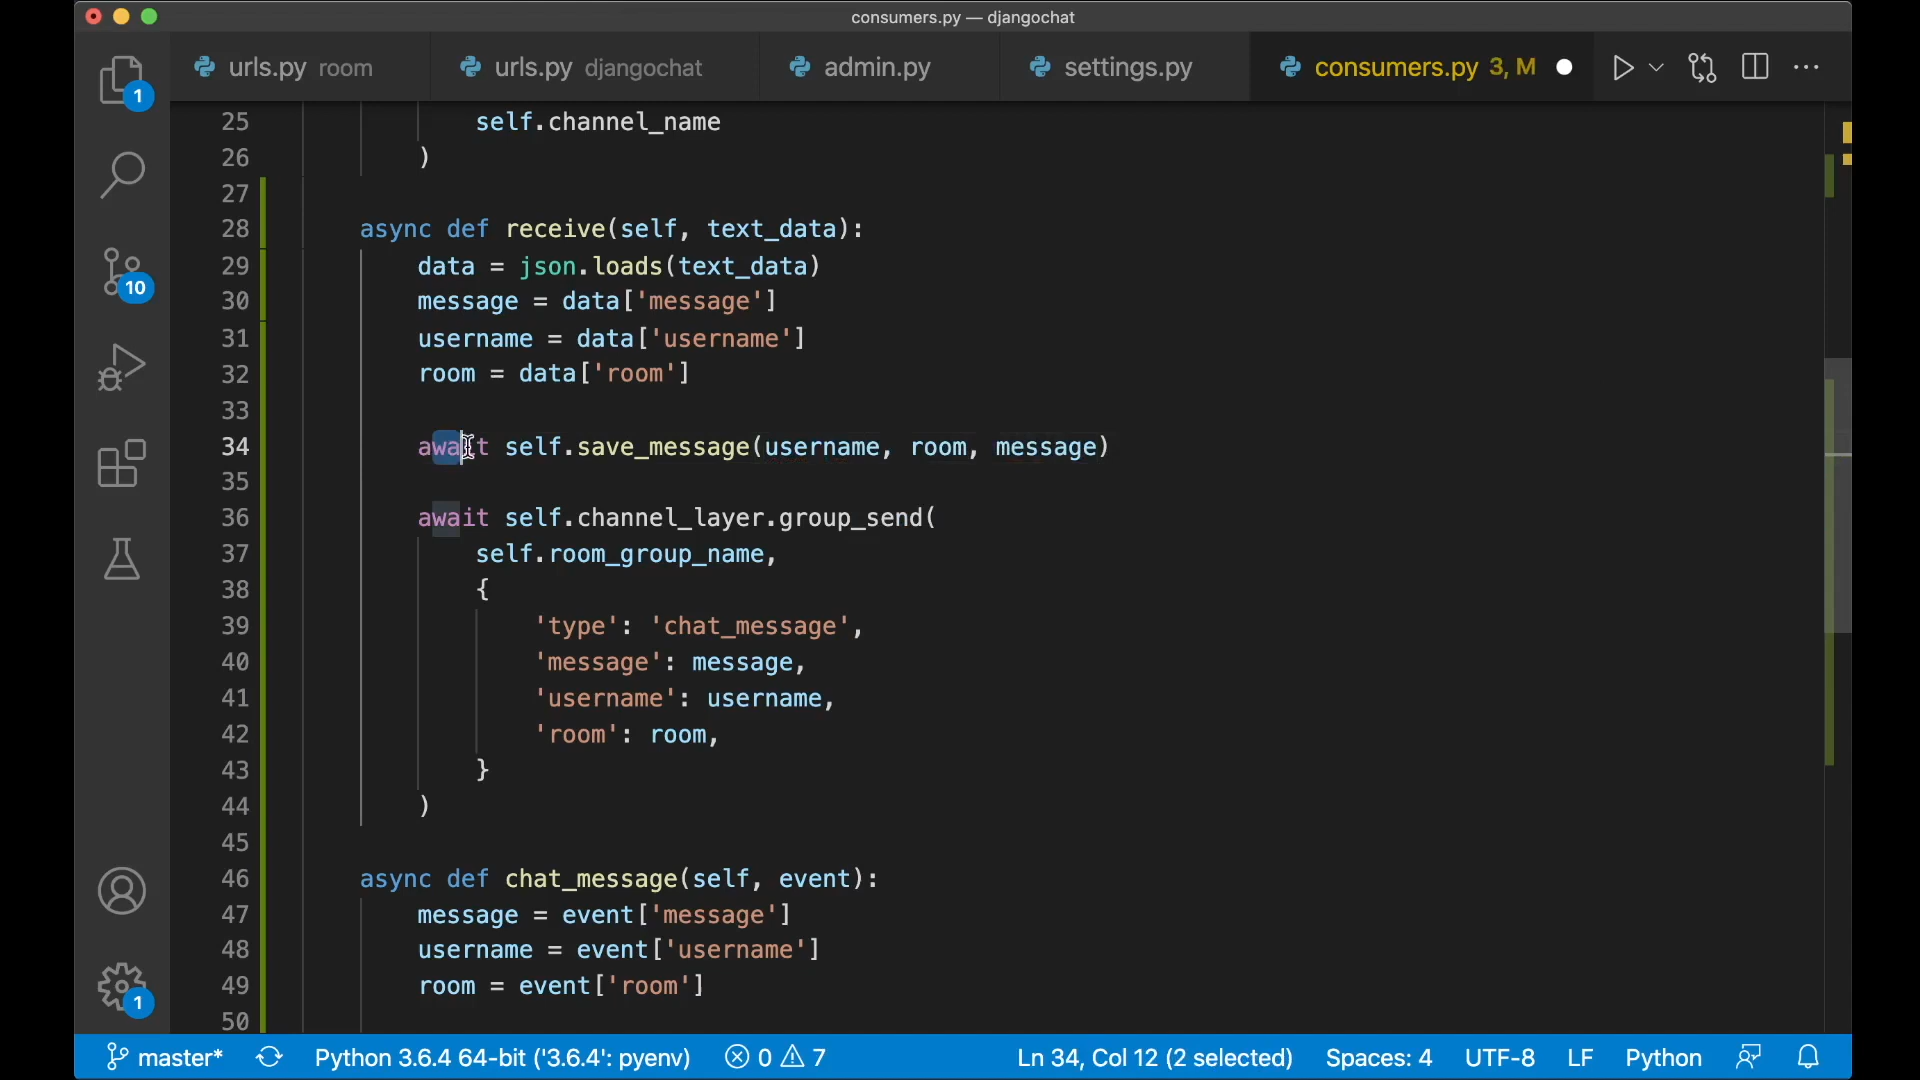 consumers.py — djangochat
urls.py room
urls.py djangochat
admin.py
settings.py
consumers.py 3, M
1
10
1
25 self.channel_name
26 )
27
28 async def receive(self, text_data):
29 data = json.loads(text_data)
30 message = data['message']
31 username = data['username']
32 room = data['room']
33
34 await self.save_message(username, room, message)
35
36 await self.channel_layer.group_send(
37 self.room_group_name,
38 {
39 'type': 'chat_message',
40 'message': message,
41 'username': username,
42 'room': room,
43 }
44 )
45
46 async def chat_message(self, event):
47 message = event['message']
48 username = event['username']
49 room = event['room']
50
master* Python 3.6.4 64-bit ('3.6.4': pyenv) 0 7 Ln 34, Col 12 (2 selected) Spaces: 4 UTF-8 LF Python